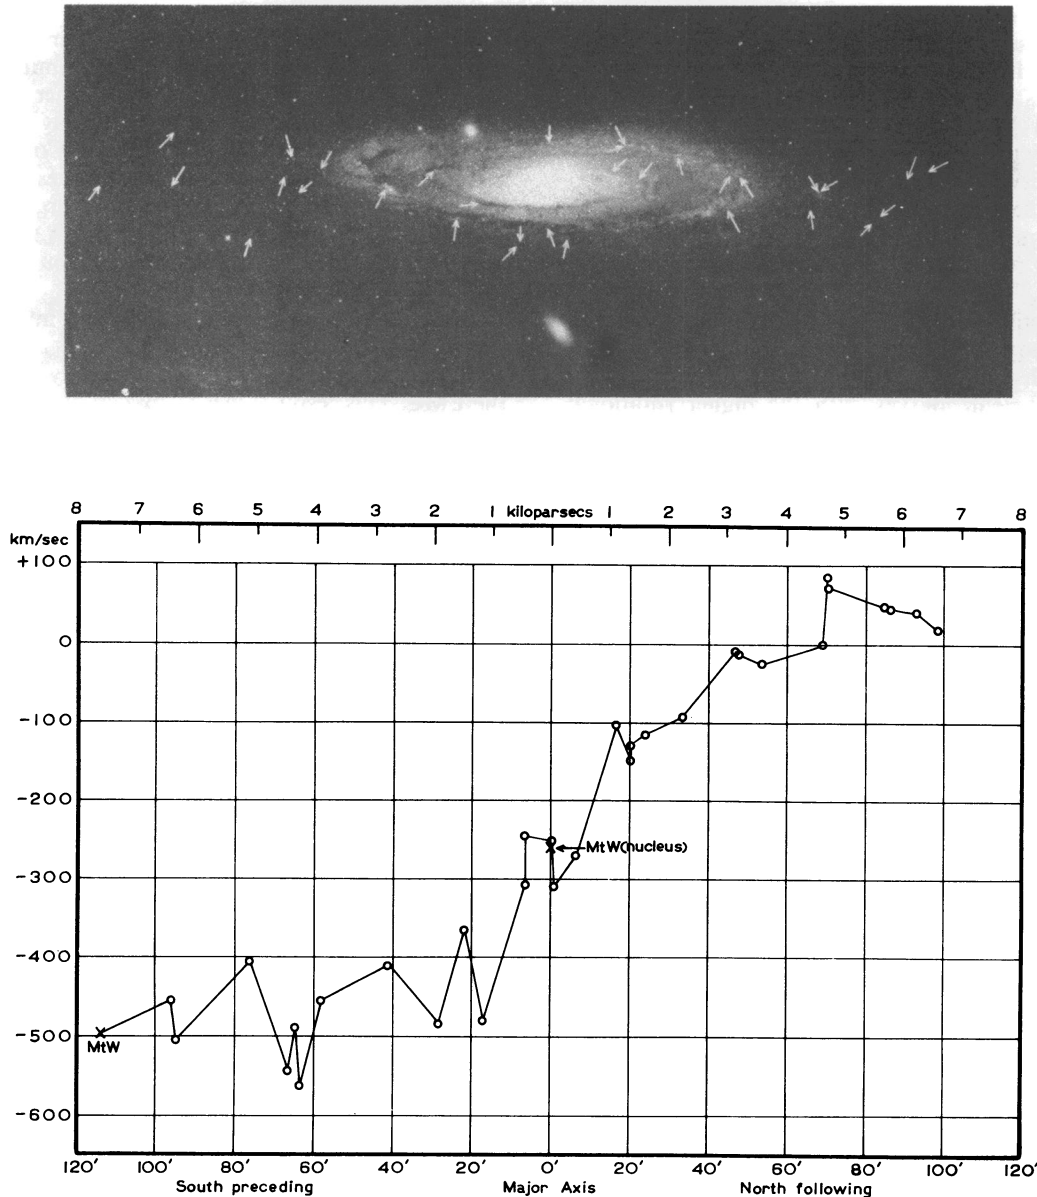 8 7 6 5 4 3 2 1 kiloparsecs 1 2 3 4 5 6 7 8
km/sec
+100
0
-100
-200
MtW(nucleus)
-300
-400
-500
MtW
-600
120′ 100′ 80′ 60′ 40′ 20′ 0′ 20′ 40′ 60′ 80′ 100′ 120′
South preceding Major Axis North following